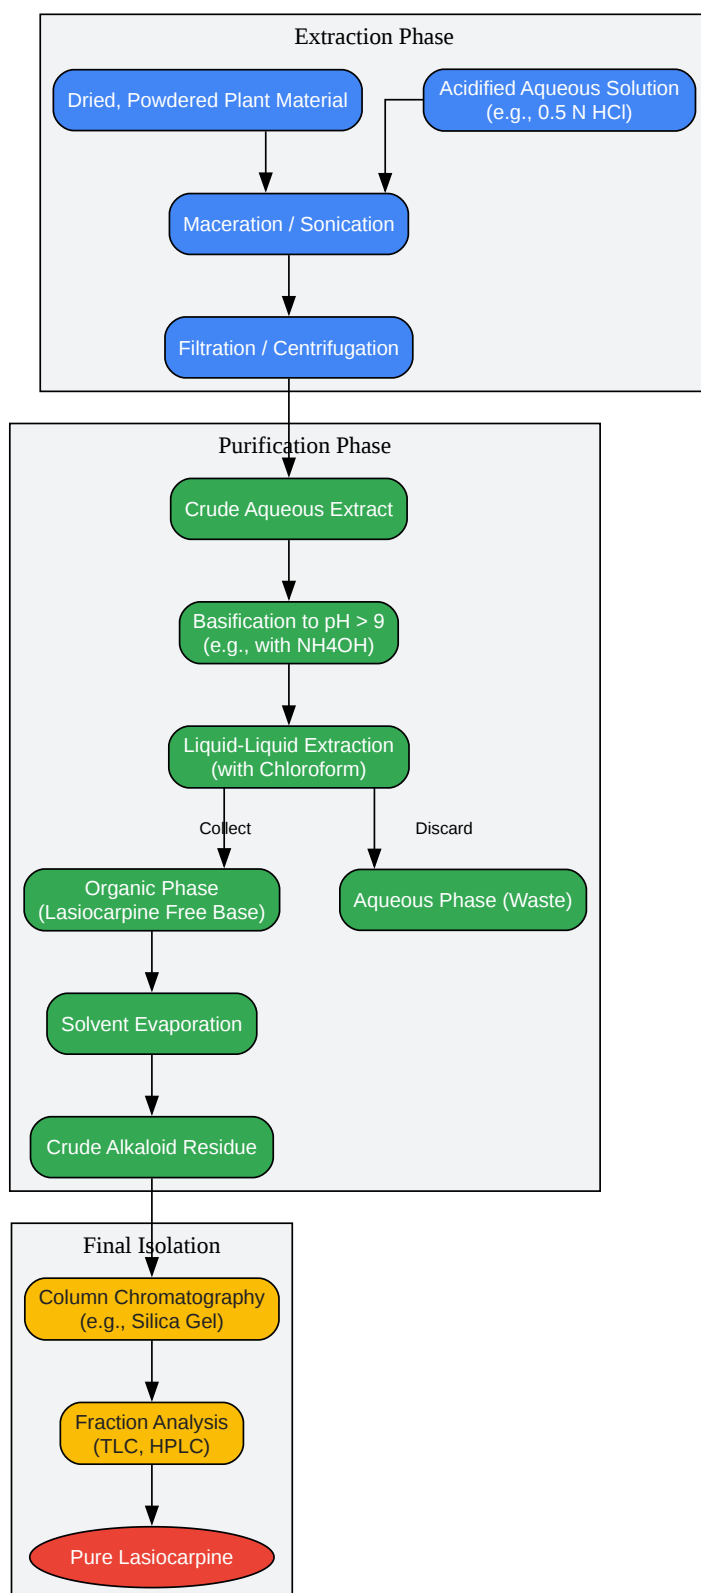 Extraction Phase
Dried, Powdered Plant Material
Acidified Aqueous Solution
(e.g., 0.5 N HCl)
Maceration / Sonication
Filtration / Centrifugation
Purification Phase
Crude Aqueous Extract
Basification to pH > 9
(e.g., with NH4OH)
Liquid-Liquid Extraction
(with Chloroform)
Collect
Discard
Organic Phase
(Lasiocarpine Free Base)
Aqueous Phase (Waste)
Solvent Evaporation
Crude Alkaloid Residue
Final Isolation
Column Chromatography
(e.g., Silica Gel)
Fraction Analysis
(TLC, HPLC)
Pure Lasiocarpine